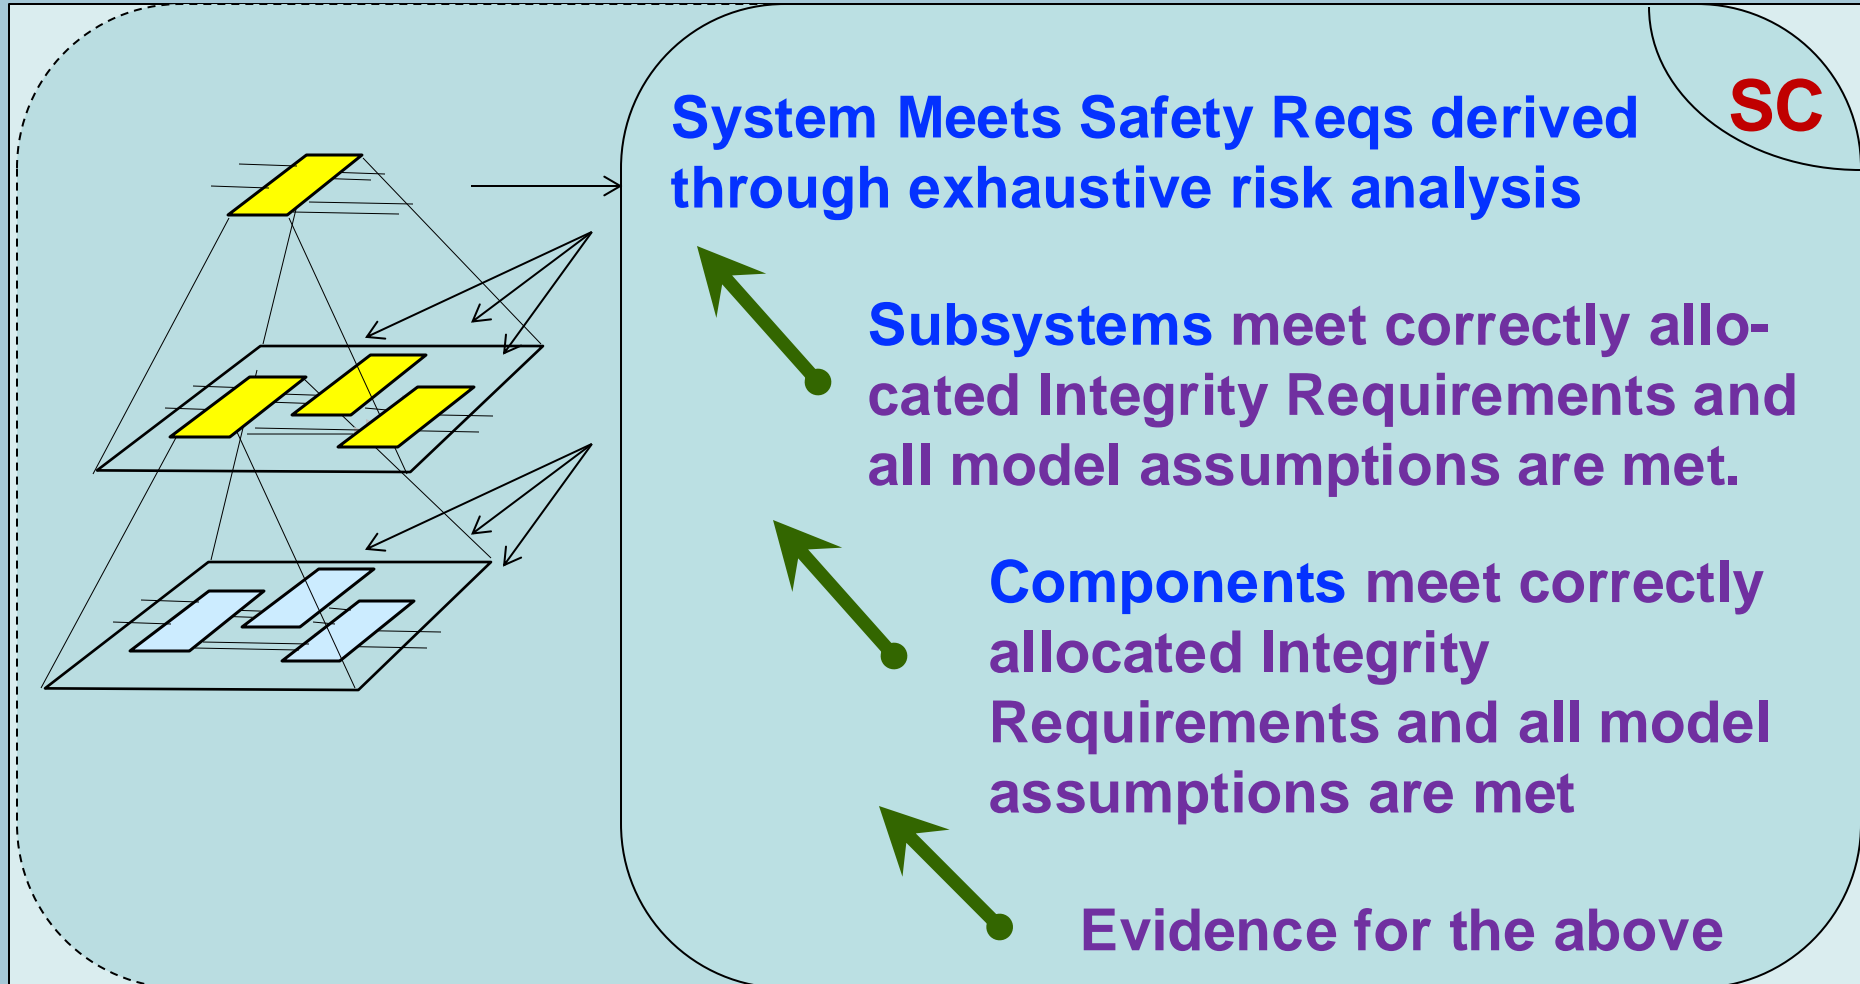 SC
System Meets Safety Reqs derived
through exhaustive risk analysis
Subsystems meet correctly allo-
cated Integrity Requirements and
all model assumptions are met.
Components meet correctly
allocated Integrity
Requirements and all model
assumptions are met
Evidence for the above